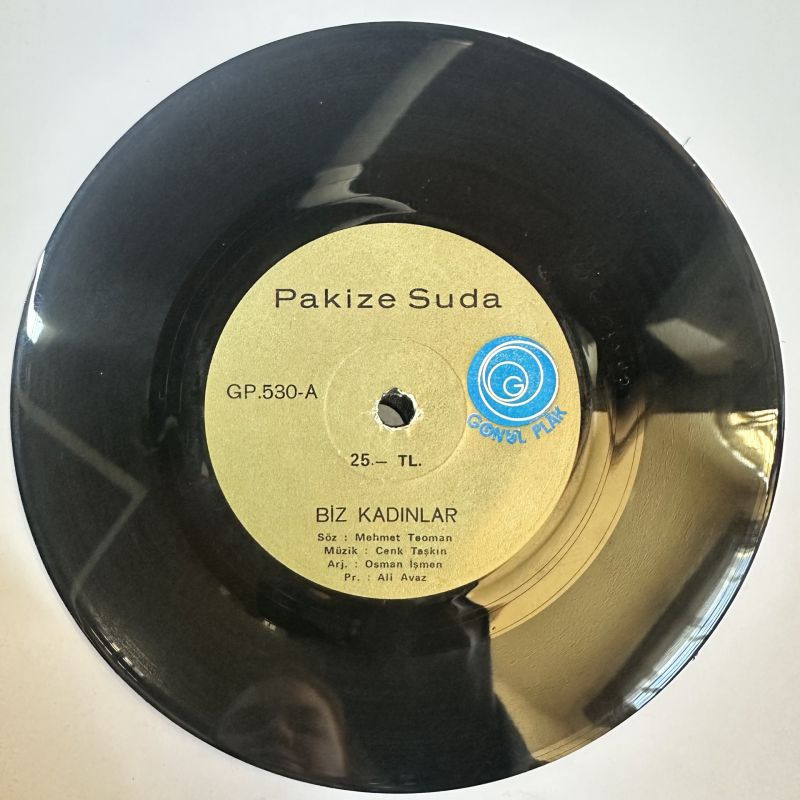 Pakize Suda
GP.530-A
G
GÖNÜL PLAK
25.— TL.
BİZ KADINLAR
Söz : Mehmet Teoman
Müzik : Cenk Taşkın
Arj. : Osman İşmen
Pr. : Ali Avaz